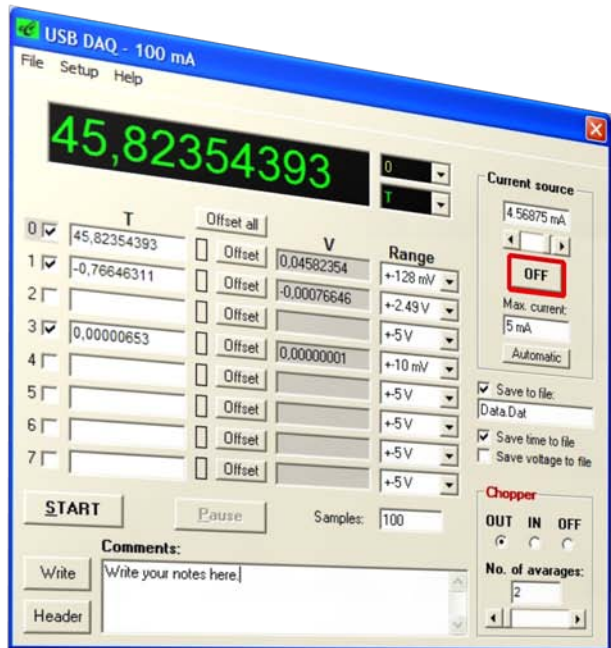 USB DAQ - 100 mA
File Setup Help
45,82354393
0
T
T
Offset all
V
Range
0 45,82354393 Offset 0,04582354 +-128 mV
1 -0,76646311 Offset -0,00076646 +-2.49 V
2 Offset +-5 V
3 0,00000653 Offset 0,00000001 +-10 mV
4 Offset +-5 V
5 Offset +-5 V
6 Offset +-5 V
7 Offset +-5 V
START
Pause
Samples: 100
Comments:
Write
Header
Write your notes here.
Current source
4.56875 mA
OFF
Max. current:
5 mA
Automatic
Save to file:
Data.Dat
Save time to file
Save voltage to file
Chopper
OUT IN OFF
No. of avarages:
2